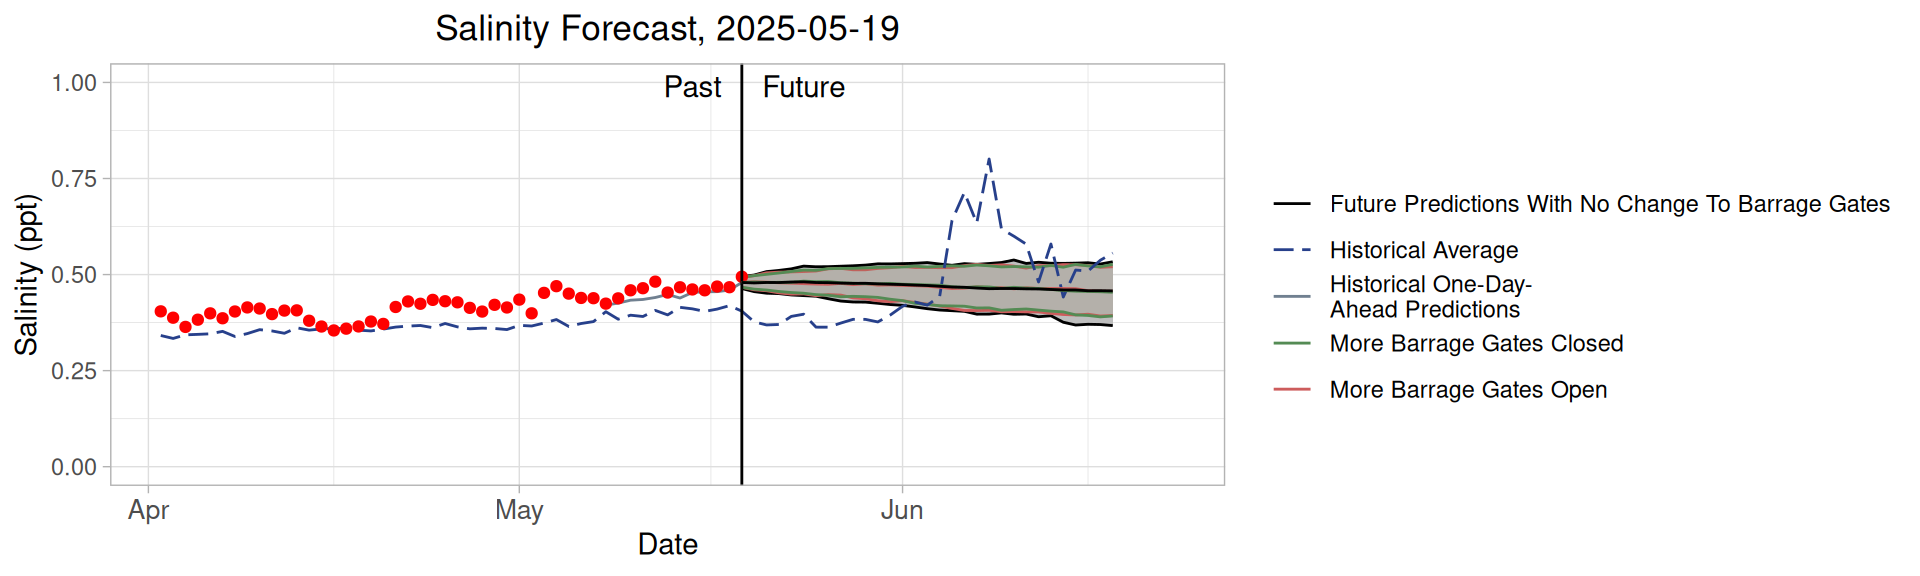 Salinity Forecast, 2025-05-19
Past
Future
1.00
0.75
0.50
0.25
0.00
Salinity (ppt)
Apr
May
Jun
Date
Future Predictions With No Change To Barrage Gates
Historical Average
Historical One-Day-
Ahead Predictions
More Barrage Gates Closed
More Barrage Gates Open